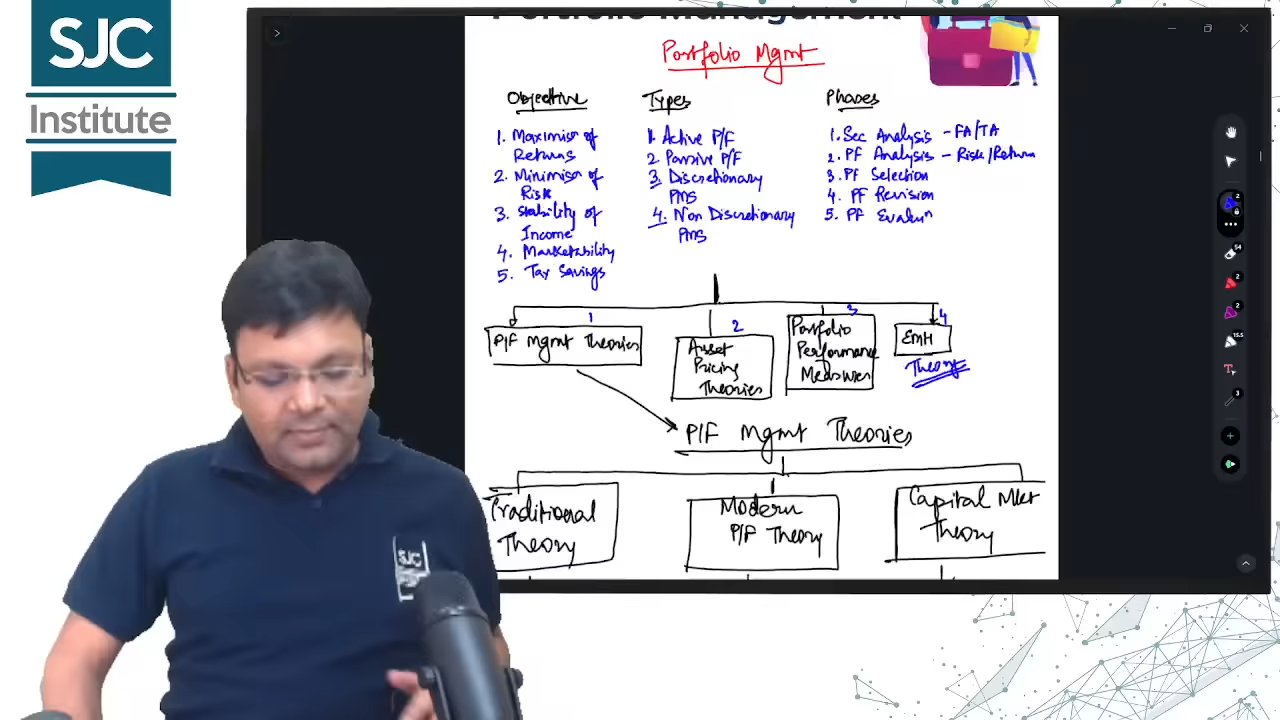 SJC
Institute
Portfolio Management
Portfolio Mgmt
Objective
1. Maximisn of
Returns
2. Minimisn of
Risk
3. Stability of
Income
4. Marketability
5. Tax Savings
Types
1. Active P/F
2. Passive P/F
3. Discretionary
PMS
4. Non Discretionary
PMS
Phases
1. Sec Analysis - FA/TA
2. PF Analysis - Risk/Return
3. PF Selection
4. PF Revision
5. PF Evalun
1
P/F Mgmt Theories
2
Asset
Pricing
Theories
3
Portfolio
Performance
Measures
4
EMH
Theory
P/F Mgmt Theories
Traditional
Theory
Modern
P/F Theory
Capital Mkt
Theory
SJC
Institute